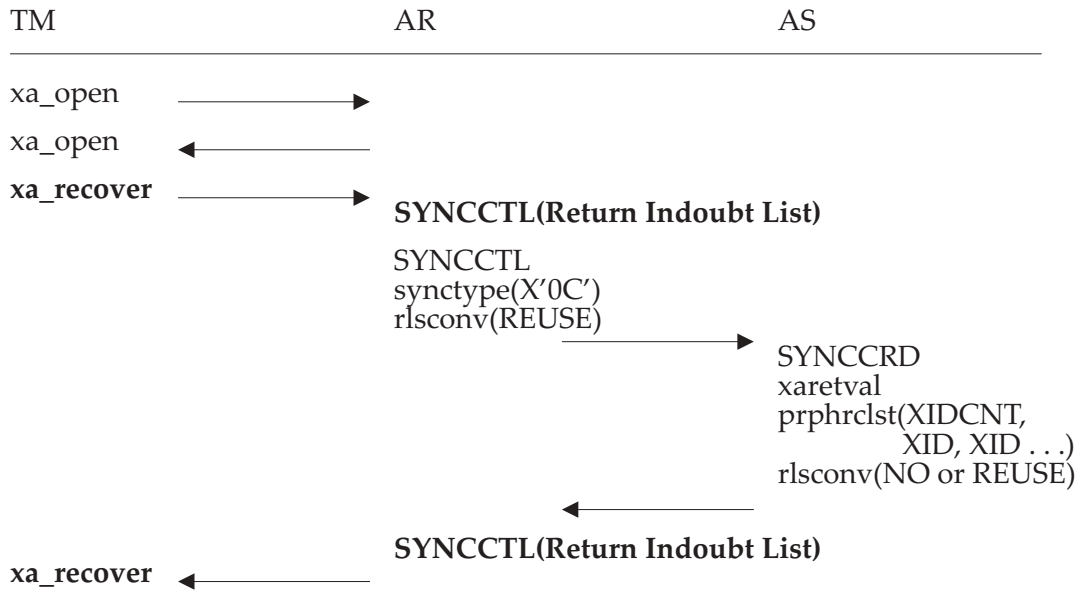 TM AR AS
xa_open
xa_open
xa_recover
SYNCCTL(Return Indoubt List)
SYNCCTL
synctype(X’0C’)
rlsconv(REUSE)
SYNCCRD
xaretval
prphrclst(XIDCNT,
XID, XID . . .)
rlsconv(NO or REUSE)
SYNCCTL(Return Indoubt List)
xa_recover